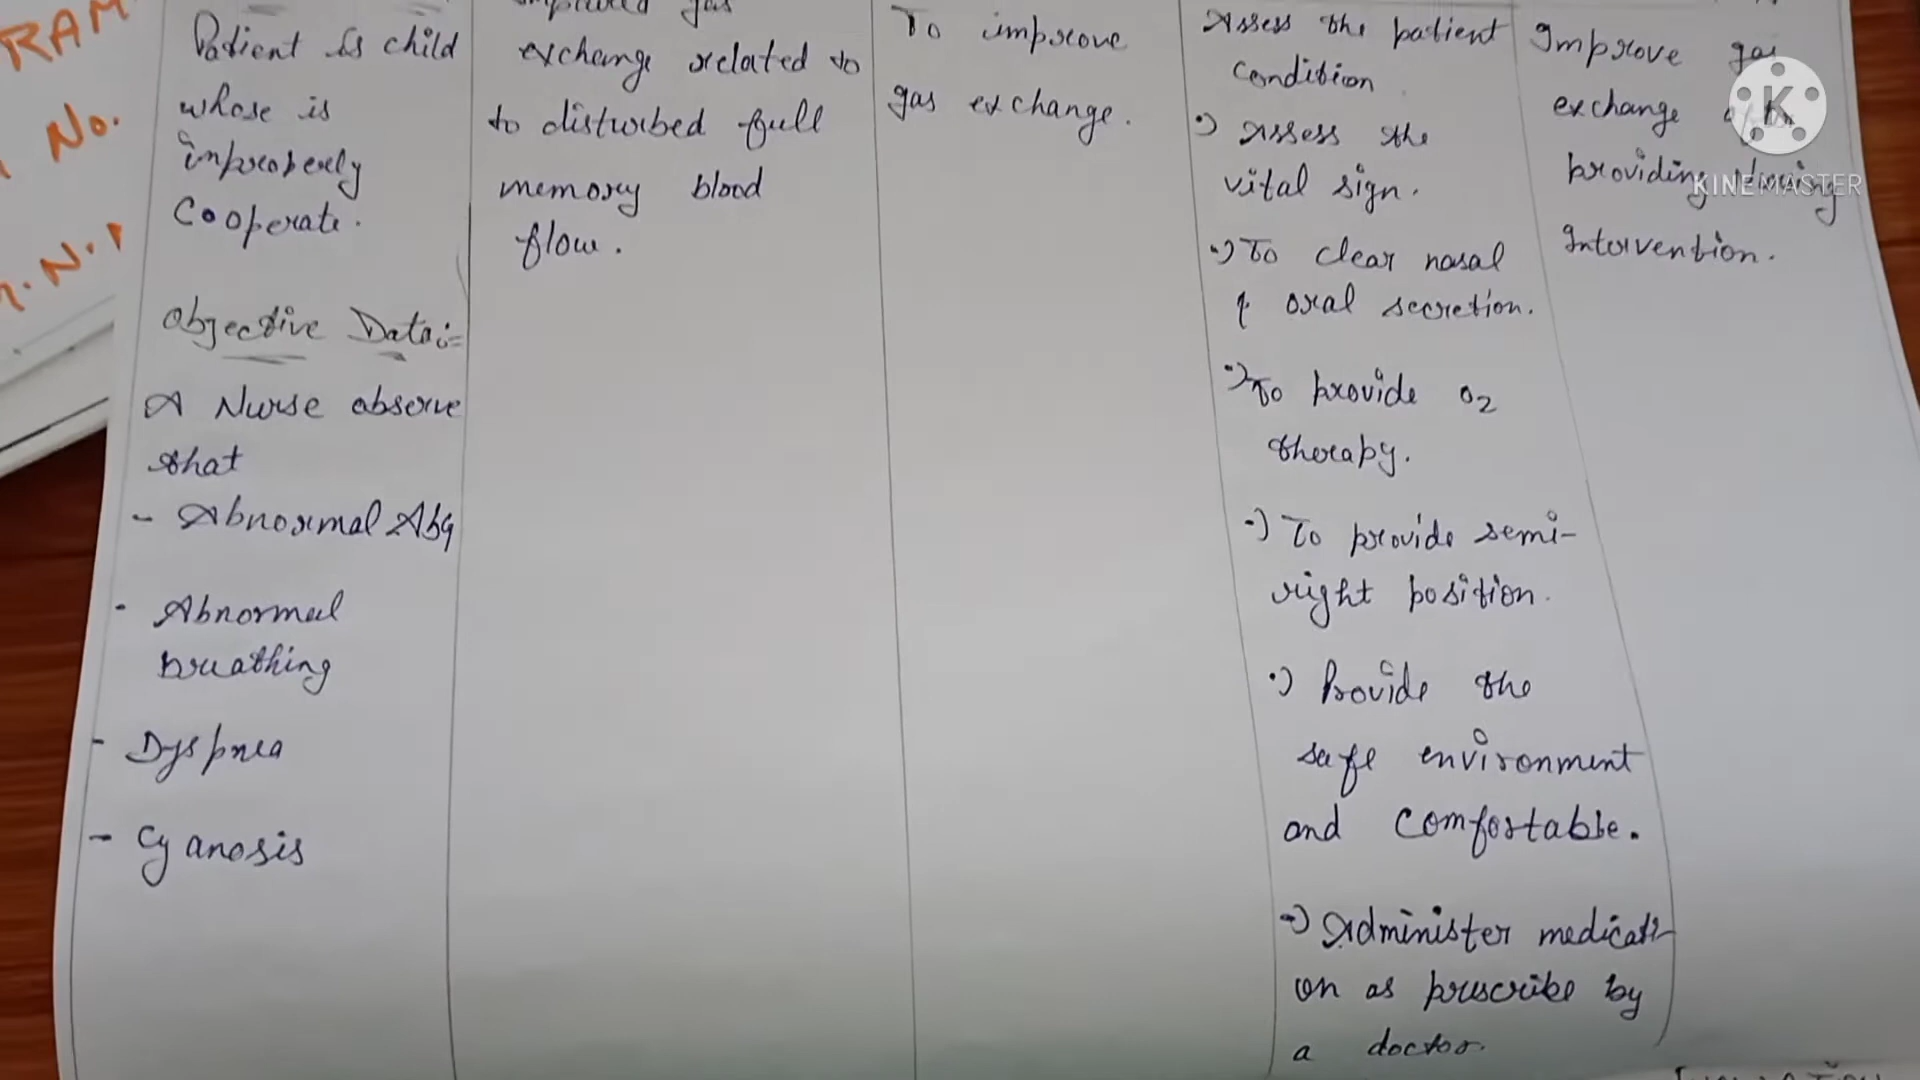 RAM
No.
N.
Patient is child
whose is
improperely
Cooperate.
Objective Data:=
A Nurse observe
that
- Abnormal Abg
- Abnormal
breathing
- Dyspnea
- Cyanosis
gas
exchange related to
to disturbed full
memory blood
flow.
To improve
gas exchange.
Assess the patient
Condition
·) Assess the
vital sign.
·) To clear nasal
& oral secretion.
·) To provide O2
therapy.
·) To provide semi-
right position.
·) Provide the
safe environment
and comfortable.
·) Administer medicati-
on as prescribe by
a doctor.
Improve gas
exchange
providing
Intervention.
K
KINEMASTER